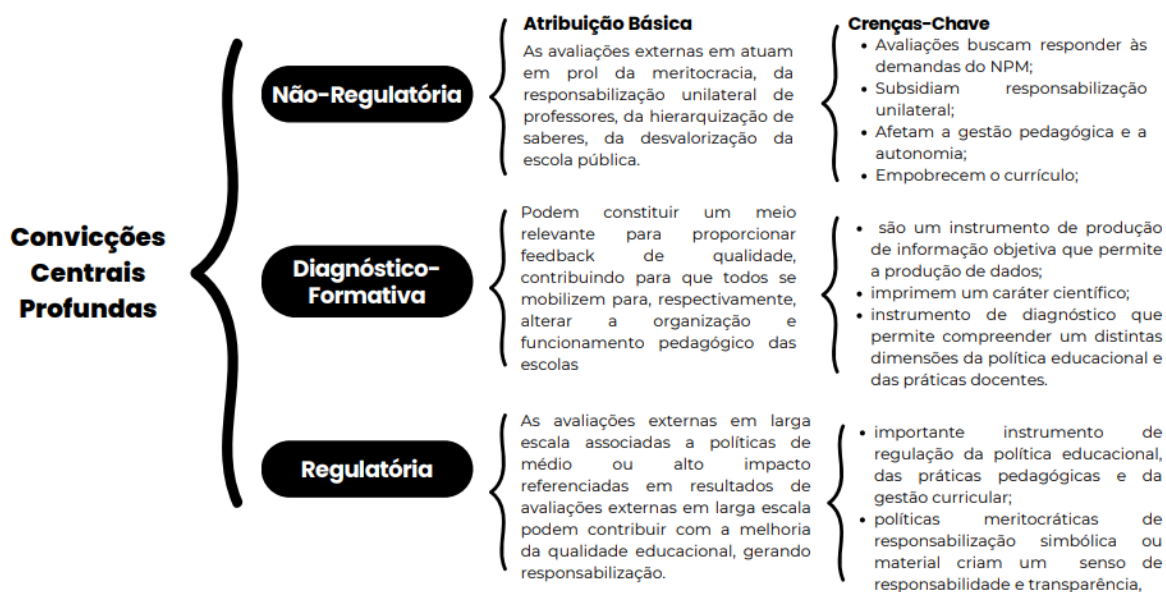 Convicções
Centrais
Profundas
Não-Regulatória
Atribuição Básica
As avaliações externas em atuam
em prol da meritocracia, da
responsabilização unilateral de
professores, da hierarquização de
saberes, da desvalorização da
escola pública.
Crenças-Chave
• Avaliações buscam responder às
demandas do NPM;
• Subsidiam responsabilização
unilateral;
• Afetam a gestão pedagógica e a
autonomia;
• Empobrecem o currículo;
Diagnóstico-
Formativa
Podem constituir um meio
relevante para proporcionar
feedback de qualidade,
contribuindo para que todos se
mobilizem para, respectivamente,
alterar a organização e
funcionamento pedagógico das
escolas
• são um instrumento de produção
de informação objetiva que permite
a produção de dados;
• imprimem um caráter científico;
• instrumento de diagnóstico que
permite compreender um distintas
dimensões da política educacional e
das práticas docentes.
Regulatória
As avaliações externas em larga
escala associadas a políticas de
médio ou alto impacto
referenciadas em resultados de
avaliações externas em larga escala
podem contribuir com a melhoria
da qualidade educacional, gerando
responsabilização.
• importante instrumento de
regulação da política educacional,
das práticas pedagógicas e da
gestão curricular;
• políticas meritocráticas de
responsabilização simbólica ou
material criam um senso de
responsabilidade e transparência,